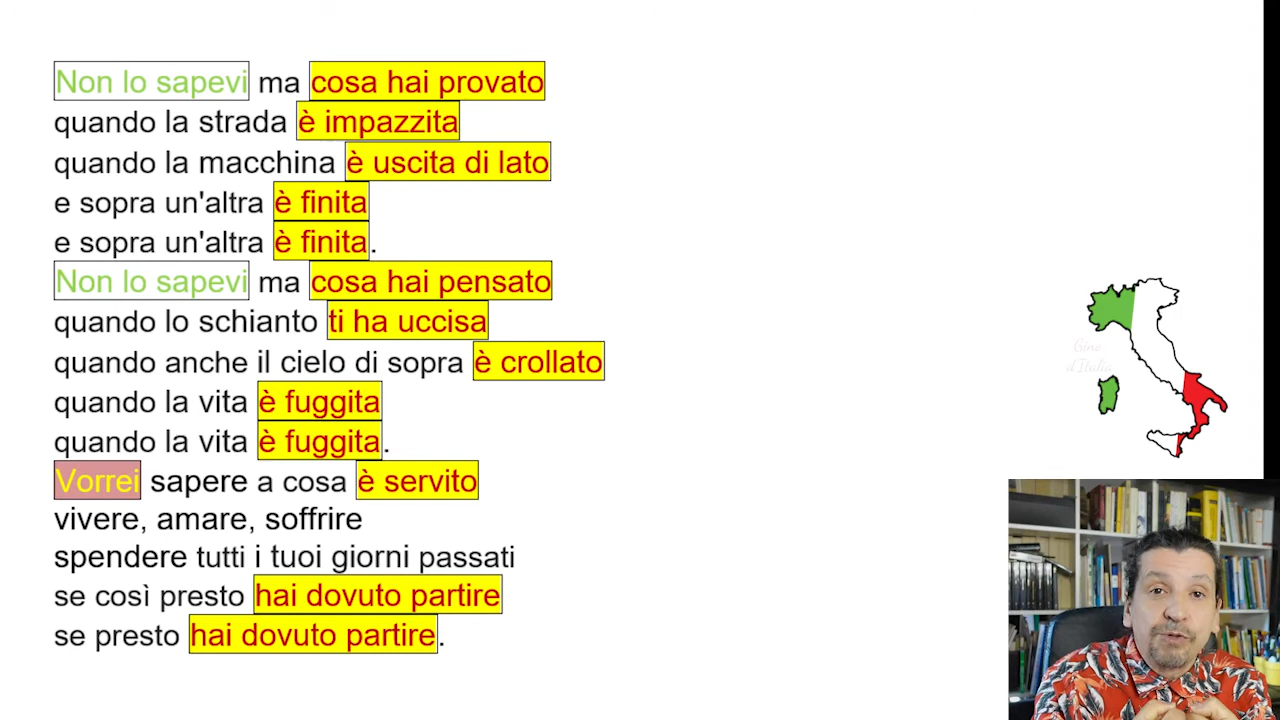 Non lo sapevi ma cosa hai provato
quando la strada è impazzita
quando la macchina è uscita di lato
e sopra un'altra è finita
e sopra un'altra è finita.
Non lo sapevi ma cosa hai pensato
quando lo schianto ti ha uccisa
quando anche il cielo di sopra è crollato
quando la vita è fuggita
quando la vita è fuggita.
Vorrei sapere a cosa è servito
vivere, amare, soffrire
spendere tutti i tuoi giorni passati
se così presto hai dovuto partire
se presto hai dovuto partire.
Gino
d'Italia